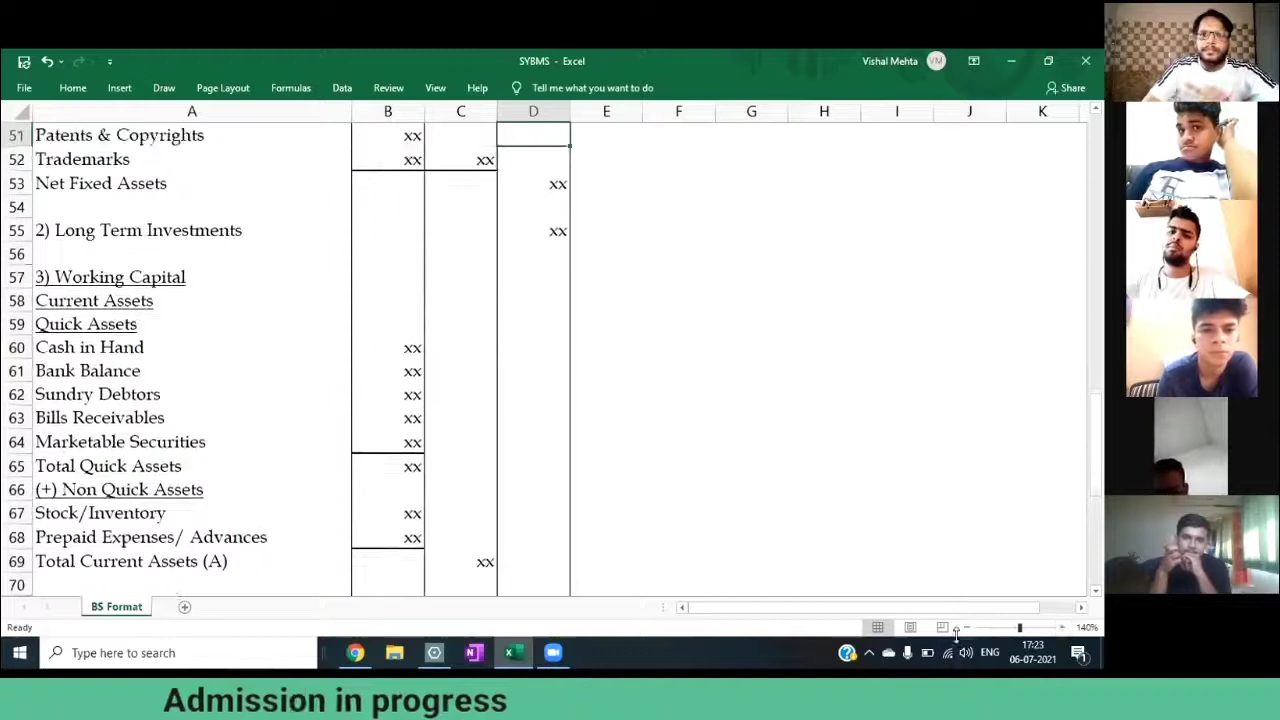 SYBMS - Excel
Vishal Mehta VM
File Home Insert Draw Page Layout Formulas Data Review View Help Tell me what you want to do Share
A B C D E F G H I J K
51 Patents & Copyrights xx
52 Trademarks xx xx
53 Net Fixed Assets xx
54
55 2) Long Term Investments xx
56
57 3) Working Capital
58 Current Assets
59 Quick Assets
60 Cash in Hand xx
61 Bank Balance xx
62 Sundry Debtors xx
63 Bills Receivables xx
64 Marketable Securities xx
65 Total Quick Assets xx
66 (+) Non Quick Assets
67 Stock/Inventory xx
68 Prepaid Expenses/ Advances xx
69 Total Current Assets (A) xx
70
BS Format
Ready 140%
Type here to search ENG 17:23
06-07-2021
Admission in progress